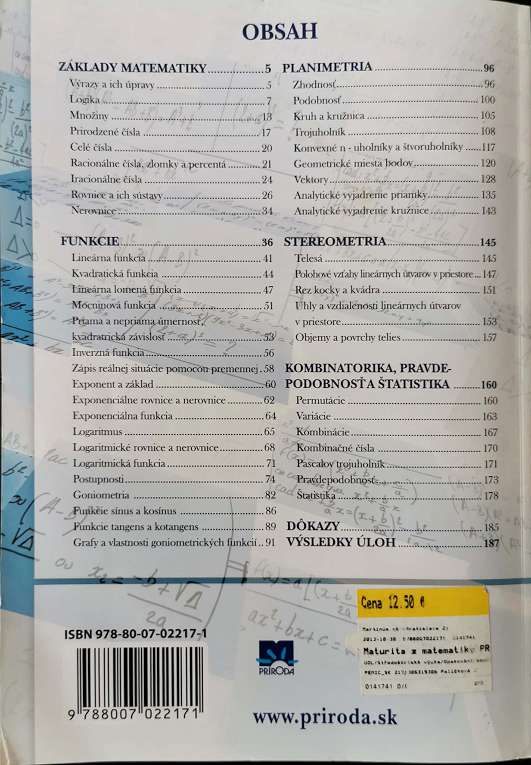 OBSAH
ZÁKLADY MATEMATIKY 5
Výrazy a ich úpravy 5
Logika 7
Množiny 13
Prirodzené čísla 17
Celé čísla 20
Racionálne čísla, zlomky a percentá 21
Iracionálne čísla 24
Rovnice a ich sústavy 26
Nerovnice 34
FUNKCIE 36
Lineárna funkcia 41
Kvadratická funkcia 44
Lineárna lomená funkcia 47
Mocninová funkcia 51
Priama a nepriama úmernosť,
kvadratická závislosť 53
Inverzná funkcia 56
Zápis reálnej situácie pomocou premennej 58
Exponent a základ 60
Exponenciálne rovnice a nerovnice 62
Exponenciálna funkcia 64
Logaritmus 65
Logaritmické rovnice a nerovnice 68
Logaritmická funkcia 71
Postupnosti 74
Goniometria 82
Funkcie sínus a kosínus 86
Funkcie tangens a kotangens 89
Grafy a vlastnosti goniometrických funkcií 91
PLANIMETRIA 96
Zhodnosť 96
Podobnosť 100
Kruh a kružnica 105
Trojuholník 108
Konvexné n - uholníky a štvoruholníky 117
Geometrické miesta bodov 120
Vektory 128
Analytické vyjadrenie priamky 135
Analytické vyjadrenie kružnice 143
STEREOMETRIA 145
Telesá 145
Polohové vzťahy lineárnych útvarov v priestore 147
Rez kocky a kvádra 151
Uhly a vzdialenosti lineárnych útvarov
v priestore 153
Objemy a povrchy telies 157
KOMBINATORIKA, PRAVDE-
PODOBNOSŤ A ŠTATISTIKA 160
Permutácie 160
Variácie 163
Kombinácie 167
Kombinačné čísla 170
Pascalov trojuholník 171
Pravdepodobnosť 173
Štatistika 178
DÔKAZY 185
VÝSLEDKY ÚLOH 187
ISBN 978-80-07-02217-1
9 788007 022171
PRÍRODA
www.priroda.sk
Cena 12.50 €
Maturita z matematiky PR
0141741